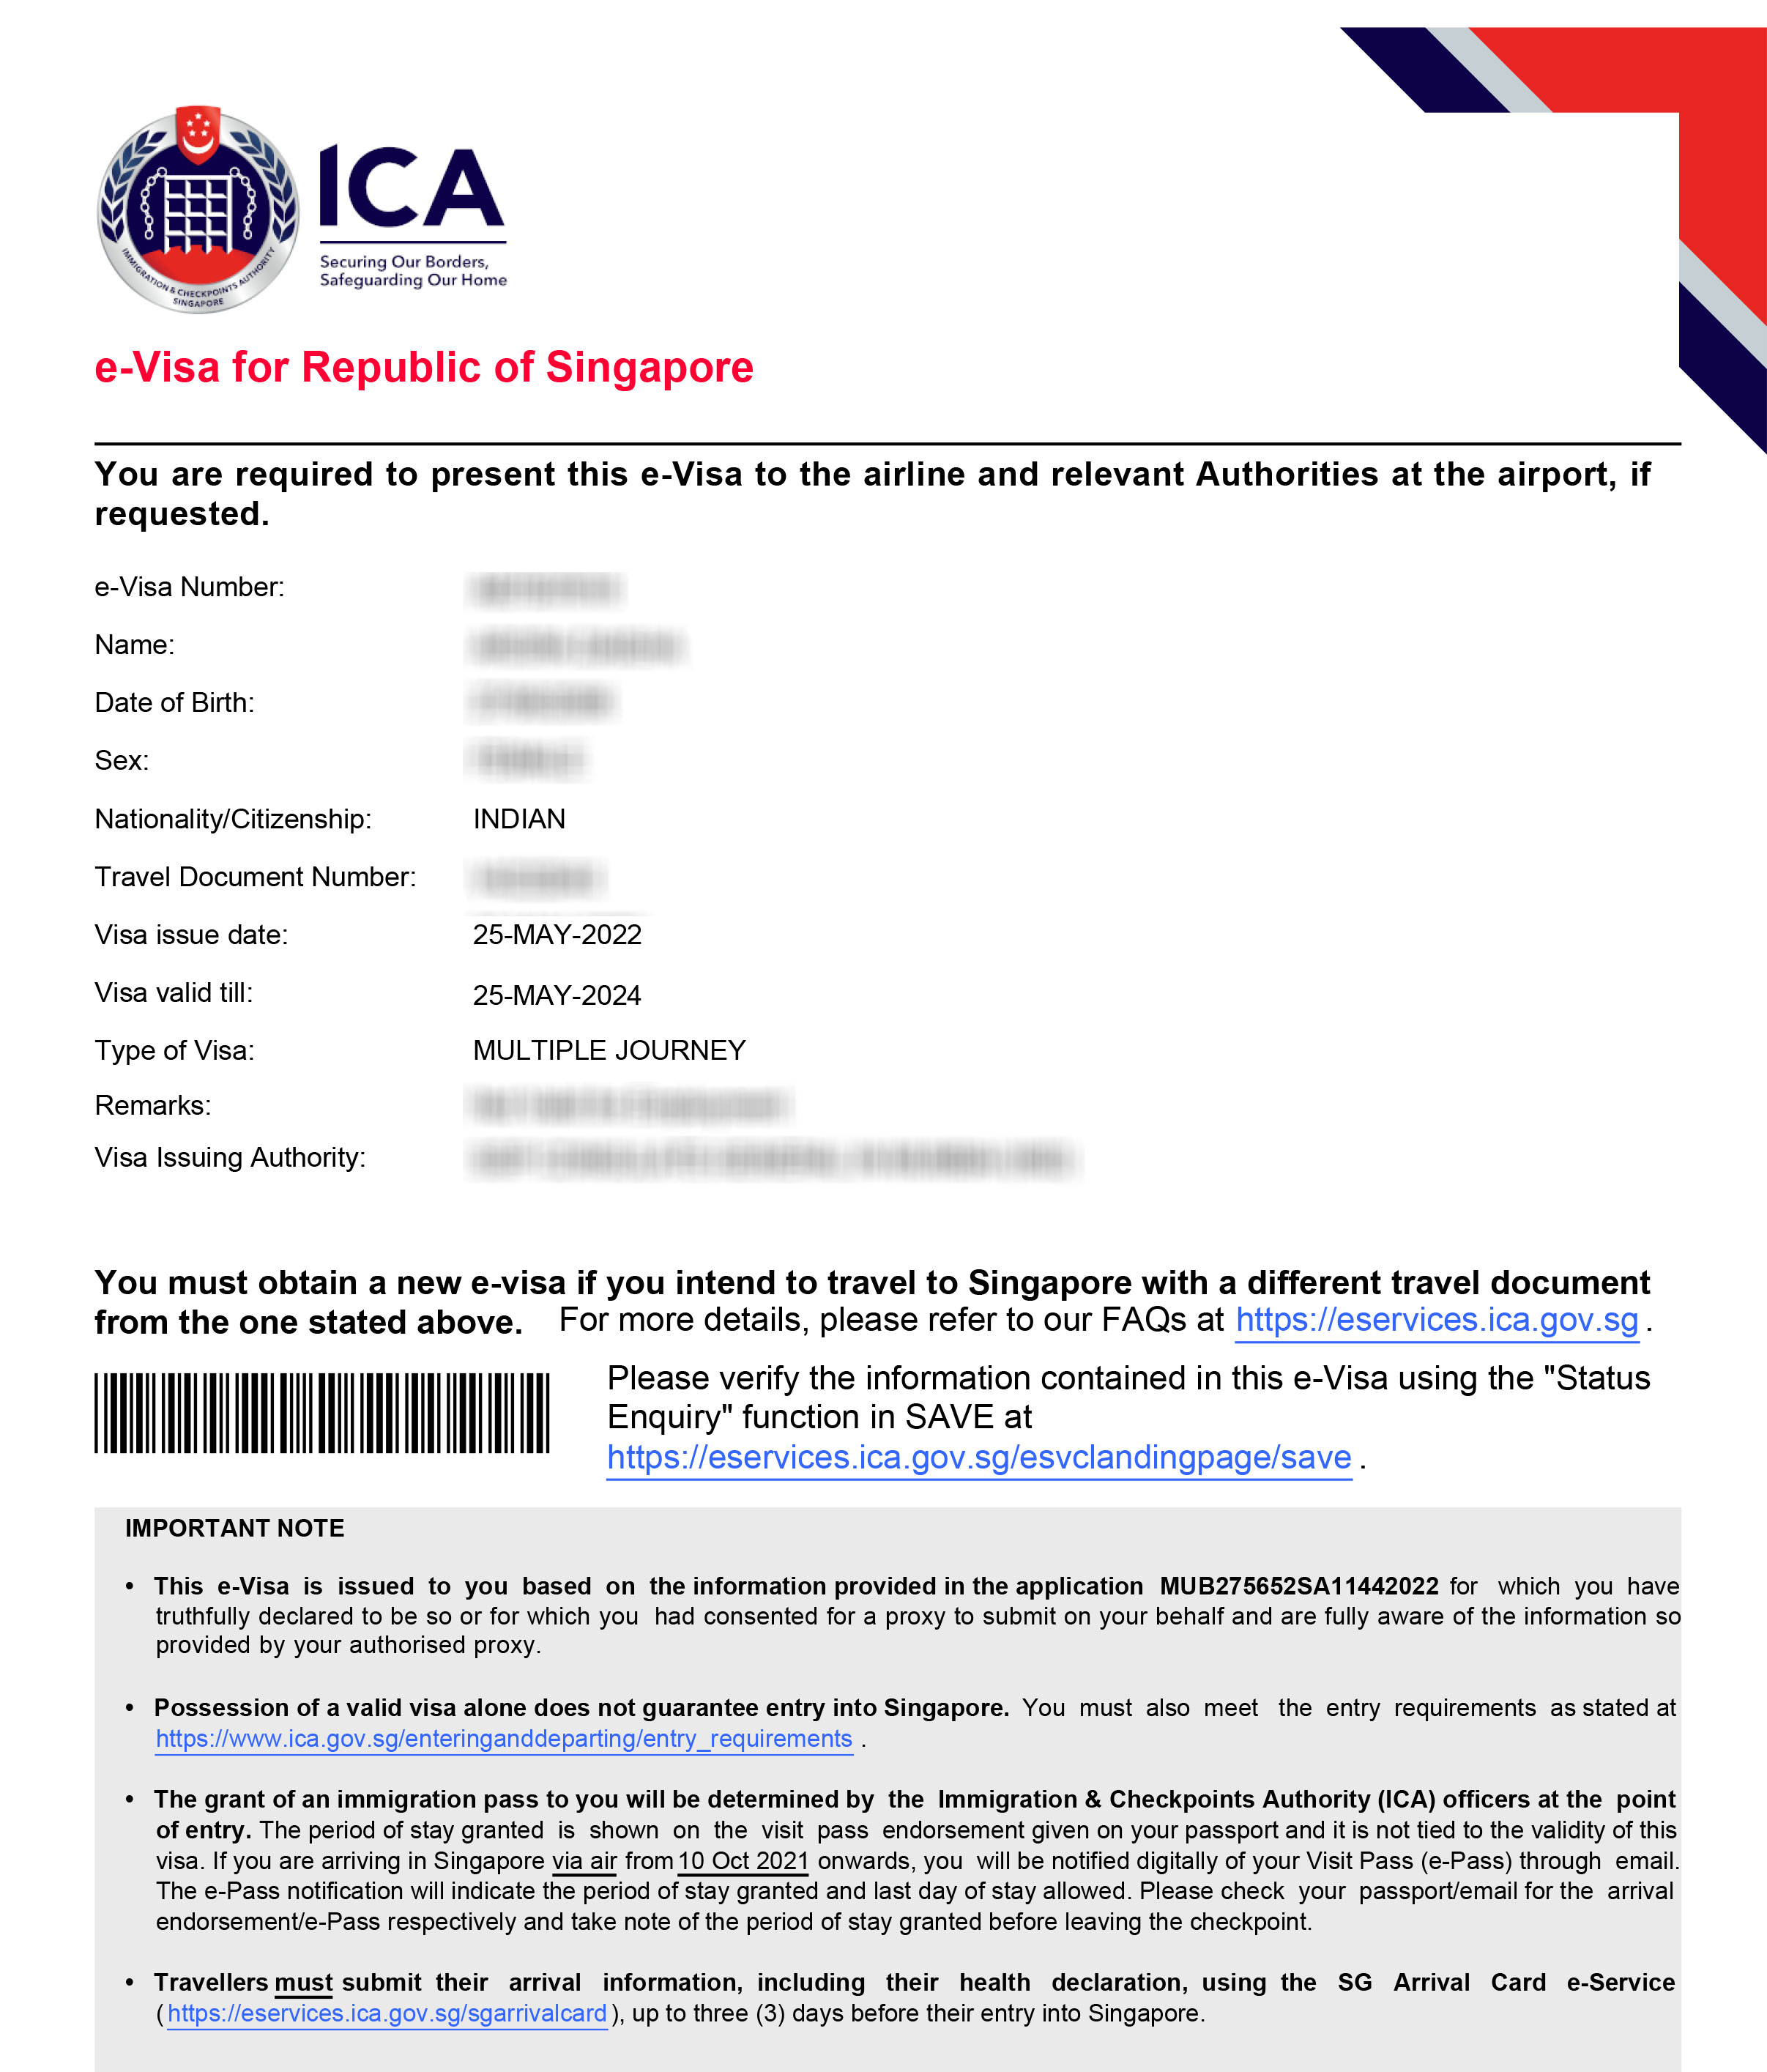 ICA
Securing Our Borders,
Safeguarding Our Home
IMMIGRATION & CHECKPOINTS AUTHORITY
SINGAPORE
e-Visa for Republic of Singapore
You are required to present this e-Visa to the airline and relevant Authorities at the airport, if
requested.
e-Visa Number:
Name:
Date of Birth:
Sex:
Nationality/Citizenship: INDIAN
Travel Document Number:
Visa issue date: 25-MAY-2022
Visa valid till: 25-MAY-2024
Type of Visa: MULTIPLE JOURNEY
Remarks:
Visa Issuing Authority:
You must obtain a new e-visa if you intend to travel to Singapore with a different travel document
from the one stated above. For more details, please refer to our FAQs at https://eservices.ica.gov.sg .
Please verify the information contained in this e-Visa using the "Status
Enquiry" function in SAVE at
https://eservices.ica.gov.sg/esvclandingpage/save .
IMPORTANT NOTE
• This e-Visa is issued to you based on the information provided in the application MUB275652SA11442022 for which you have
truthfully declared to be so or for which you had consented for a proxy to submit on your behalf and are fully aware of the information so
provided by your authorised proxy.
• Possession of a valid visa alone does not guarantee entry into Singapore. You must also meet the entry requirements as stated at
https://www.ica.gov.sg/enteringanddeparting/entry_requirements .
• The grant of an immigration pass to you will be determined by the Immigration & Checkpoints Authority (ICA) officers at the point
of entry. The period of stay granted is shown on the visit pass endorsement given on your passport and it is not tied to the validity of this
visa. If you are arriving in Singapore via air from 10 Oct 2021 onwards, you will be notified digitally of your Visit Pass (e-Pass) through email.
The e-Pass notification will indicate the period of stay granted and last day of stay allowed. Please check your passport/email for the arrival
endorsement/e-Pass respectively and take note of the period of stay granted before leaving the checkpoint.
• Travellers must submit their arrival information, including their health declaration, using the SG Arrival Card e-Service
(https://eservices.ica.gov.sg/sgarrivalcard), up to three (3) days before their entry into Singapore.